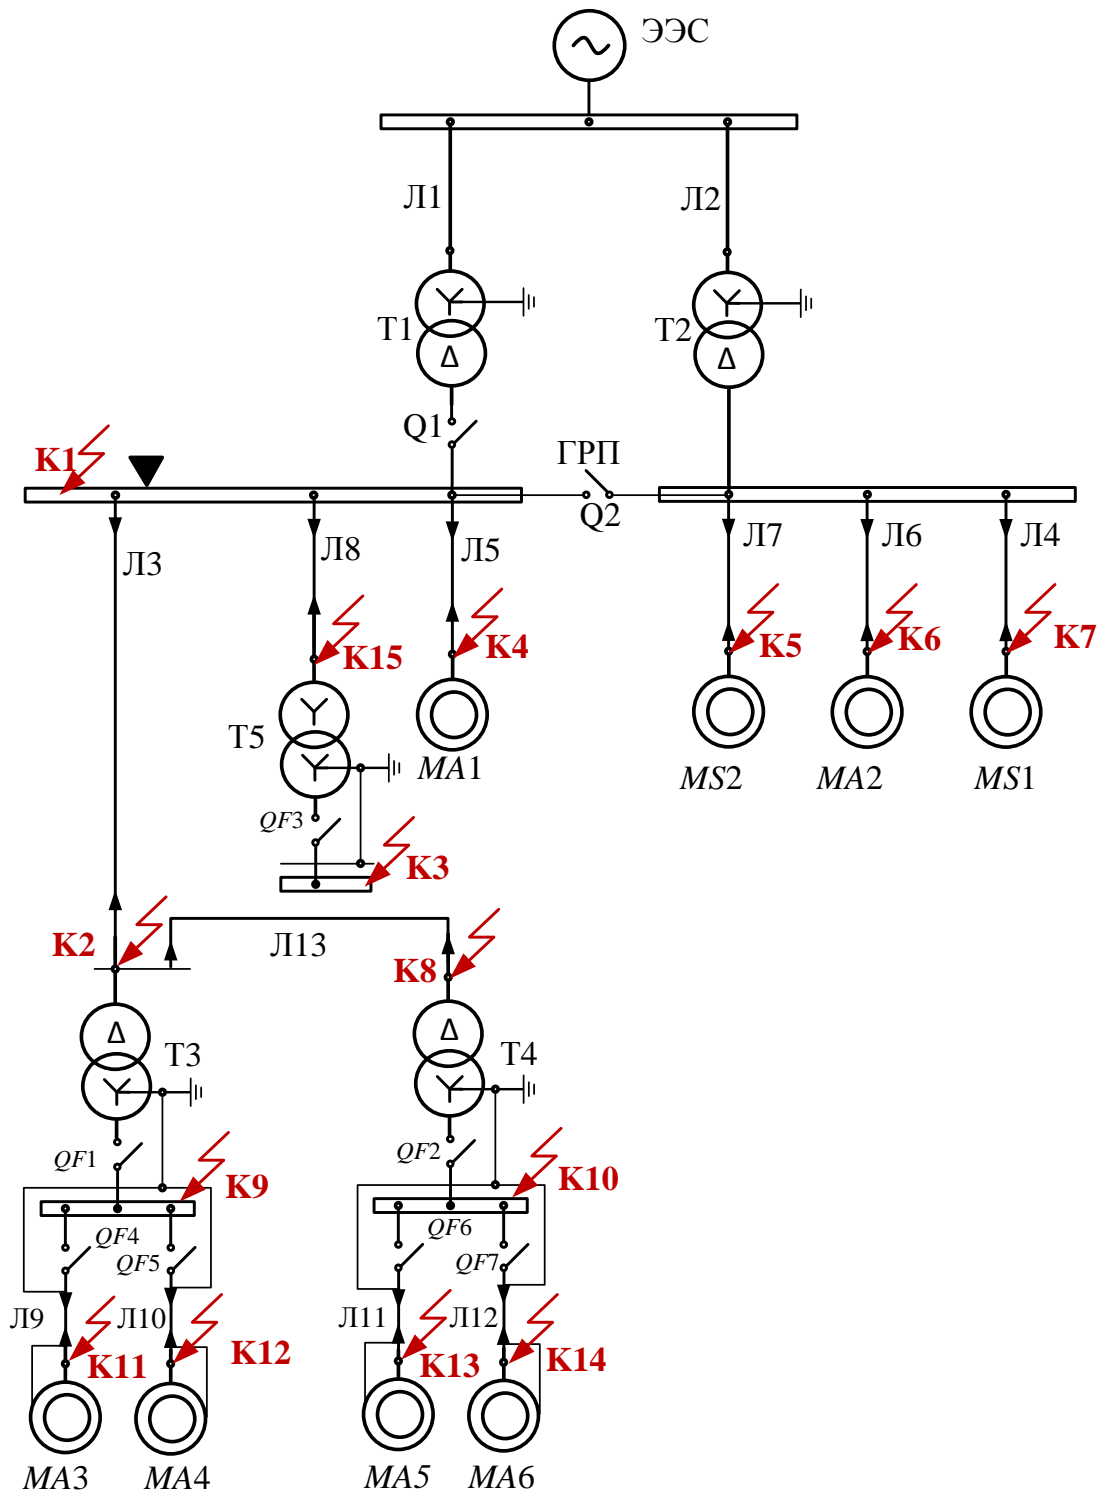 ЭЭС
Л1
Л2
Т1
Δ
Т2
Δ
Q1
ГРП
Q2
К1
Л3
Л8
Л5
Л7
Л6
Л4
К15
К4
К5
К6
К7
Т5
МА1
MS2
МА2
MS1
QF3
К3
К2
Л13
К8
Δ
Т3
Δ
Т4
QF1
QF2
К9
К10
QF4
QF5
QF6
QF7
Л9
Л10
Л11
Л12
К11
К12
К13
К14
МА3
МА4
МА5
МА6